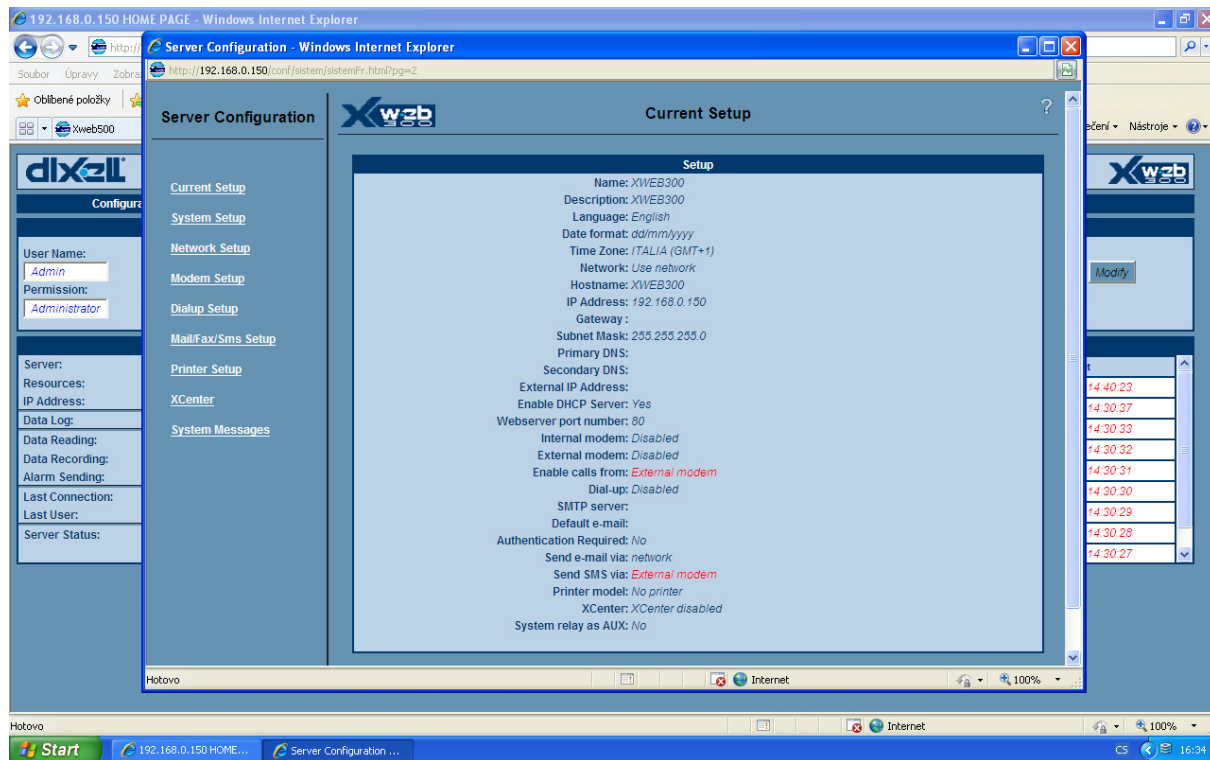 192.168.0.150 HOME PAGE - Windows Internet Explorer
http://
Soubor Úpravy Zobra
Oblíbené položky
Xweb500
ečení Nástroje
dixell
Xweb
300
Configura
User Name:
Admin
Permission:
Administrator
Modify
Server:
Resources:
IP Address:
Data Log:
Data Reading:
Data Recording:
Alarm Sending:
Last Connection:
Last User:
Server Status:
t
14:40:23
14:30:37
14:30:33
14:30:32
14:30:31
14:30:30
14:30:29
14:30:28
14:30:27
Server Configuration - Windows Internet Explorer
http://192.168.0.150/conf/sistem/sistemFr.html?pg=2
Server Configuration
Current Setup
System Setup
Network Setup
Modem Setup
Dialup Setup
Mail/Fax/Sms Setup
Printer Setup
XCenter
System Messages
Xweb
300
Current Setup
?
Setup
Name: XWEB300
Description: XWEB300
Language: English
Date format: dd/mm/yyyy
Time Zone: ITALIA (GMT+1)
Network: Use network
Hostname: XWEB300
IP Address: 192.168.0.150
Gateway :
Subnet Mask: 255.255.255.0
Primary DNS:
Secondary DNS:
External IP Address:
Enable DHCP Server: Yes
Webserver port number: 80
Internal modem: Disabled
External modem: Disabled
Enable calls from: External modem
Dial-up: Disabled
SMTP server:
Default e-mail:
Authentication Required: No
Send e-mail via: network
Send SMS via: External modem
Printer model: No printer
XCenter: XCenter disabled
System relay as AUX: No
Hotovo Internet 100%
Hotovo Internet 100%
Start 192.168.0.150 HOME... Server Configuration ... CS 16:34